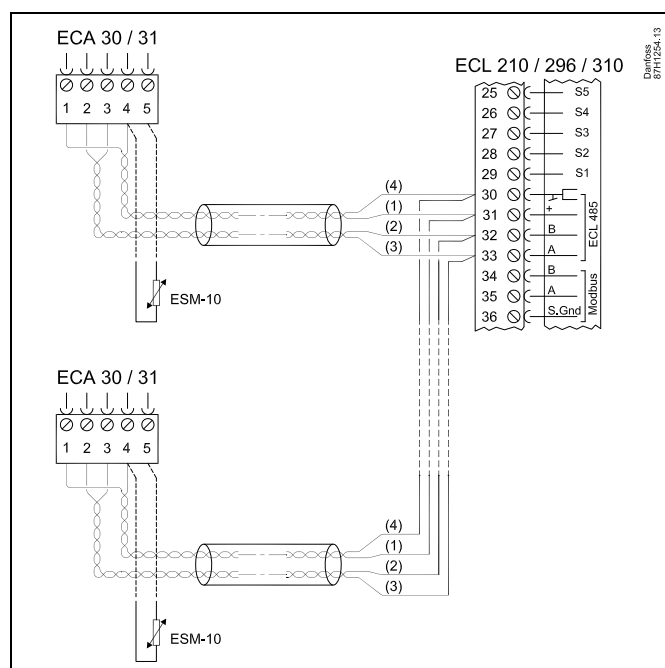 ECA 30 / 31
1 2 3 4 5
ESM-10
ECL 210 / 296 / 310
Danfoss
87H1254.13
25 S5
26 S4
27 S3
28 S2
29 S1
(4) 30
(1) 31 +
(2) 32 B
(3) 33 A
ECL 485
34 B
35 A
36 S.Gnd
Modbus
ECA 30 / 31
1 2 3 4 5
(4)
(1)
(2)
(3)
ESM-10